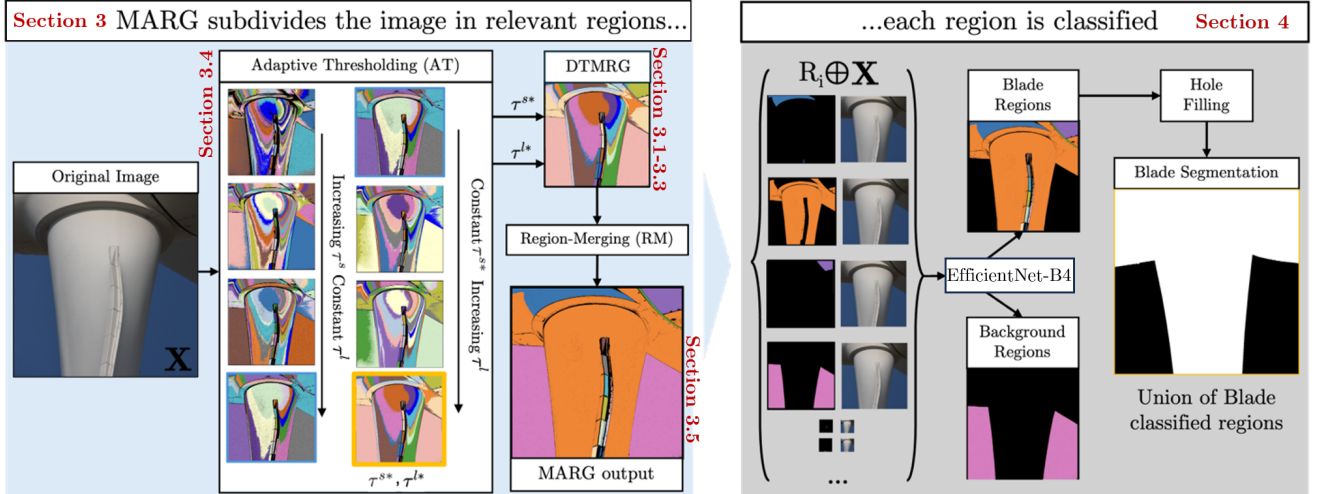 Section 3 MARG subdivides the image in relevant regions...
Section 3.4
Adaptive Thresholding (AT)
Increasing τ^s Constant τ^l
Constant τ^s* Increasing τ^l
τ^s*, τ^l*
Original Image
X
τ^s*
τ^l*
DTMRG
Section 3.1-3.3
Region-Merging (RM)
Section 3.5
MARG output
...each region is classified Section 4
R_i⊕X
...
EfficientNet-B4
Blade
Regions
Background
Regions
Hole
Filling
Blade Segmentation
Union of Blade
classified regions